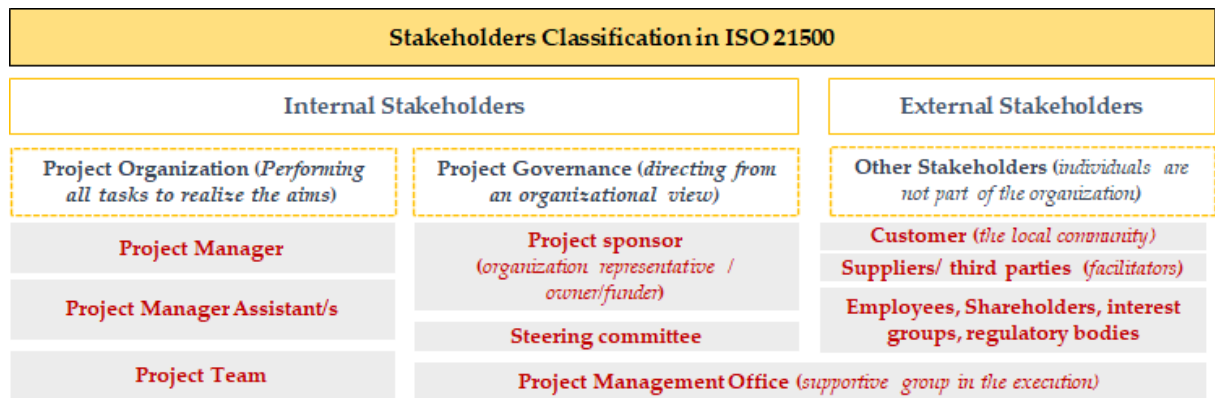 Stakeholders Classification in ISO 21500
Internal Stakeholders
External Stakeholders
Project Organization (Performing
all tasks to realize the aims)
Project Governance (directing from
an organizational view)
Other Stakeholders (individuals are
not part of the organization)
Project Manager
Project Manager Assistant/s
Project Team
Project sponsor
(organization representative /
owner/funder)
Steering committee
Project Management Office (supportive group in the execution)
Customer (the local community)
Suppliers/ third parties (facilitators)
Employees, Shareholders, interest
groups, regulatory bodies